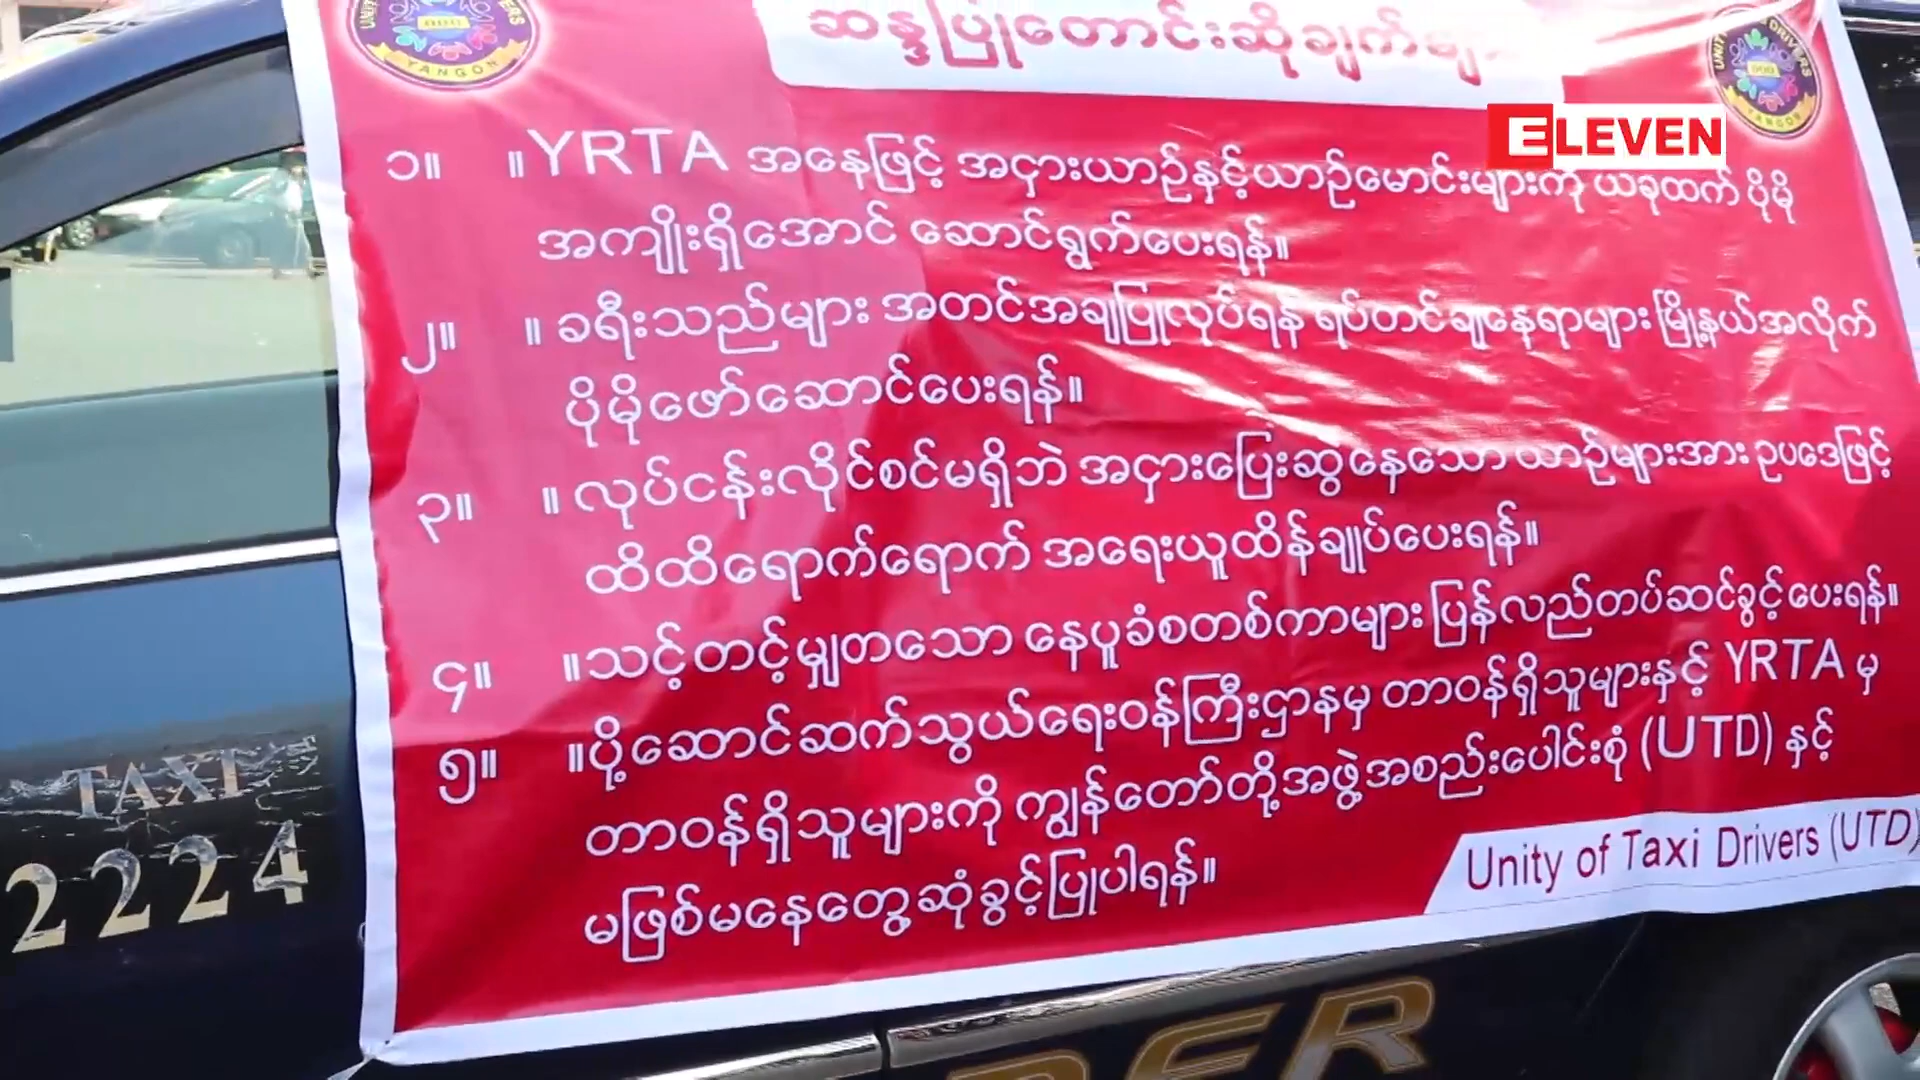 YANGON
ဆန္ဒပြုတောင်းဆိုချက်များ
UNITY OF TAXI DRIVERS
YANGON
ELEVEN
၁။ ။YRTA အနေဖြင့် အငှားယာဉ်နှင့်ယာဉ်မောင်းများကို ယခုထက် ပိုမို
အကျိုးရှိအောင် ဆောင်ရွက်ပေးရန်။
၂။ ။ခရီးသည်များ အတင်အချပြုလုပ်ရန် ရပ်တင်ချနေရာများ မြို့နယ်အလိုက်
ပိုမိုဖော်ဆောင်ပေးရန်။
၃။ ။လုပ်ငန်းလိုင်စင်မရှိဘဲ အငှားပြေးဆွဲနေသော ယာဉ်များအား ဥပဒေဖြင့်
ထိထိရောက်ရောက် အရေးယူထိန်ချုပ်ပေးရန်။
၄။ ။သင့်တင့်မျှတသော နေပူခံစတစ်ကာများ ပြန်လည်တပ်ဆင်ခွင့်ပေးရန်။
၅။ ။ပို့ဆောင်ဆက်သွယ်ရေးဝန်ကြီးဌာနမှ တာဝန်ရှိသူများနှင့် YRTA မှ
တာဝန်ရှိသူများကို ကျွန်တော်တို့အဖွဲ့အစည်းပေါင်းစုံ (UTD) နှင့်
မဖြစ်မနေတွေ့ဆုံခွင့်ပြုပါရန်။
Unity of Taxi Drivers (UTD)
TAXI
2224